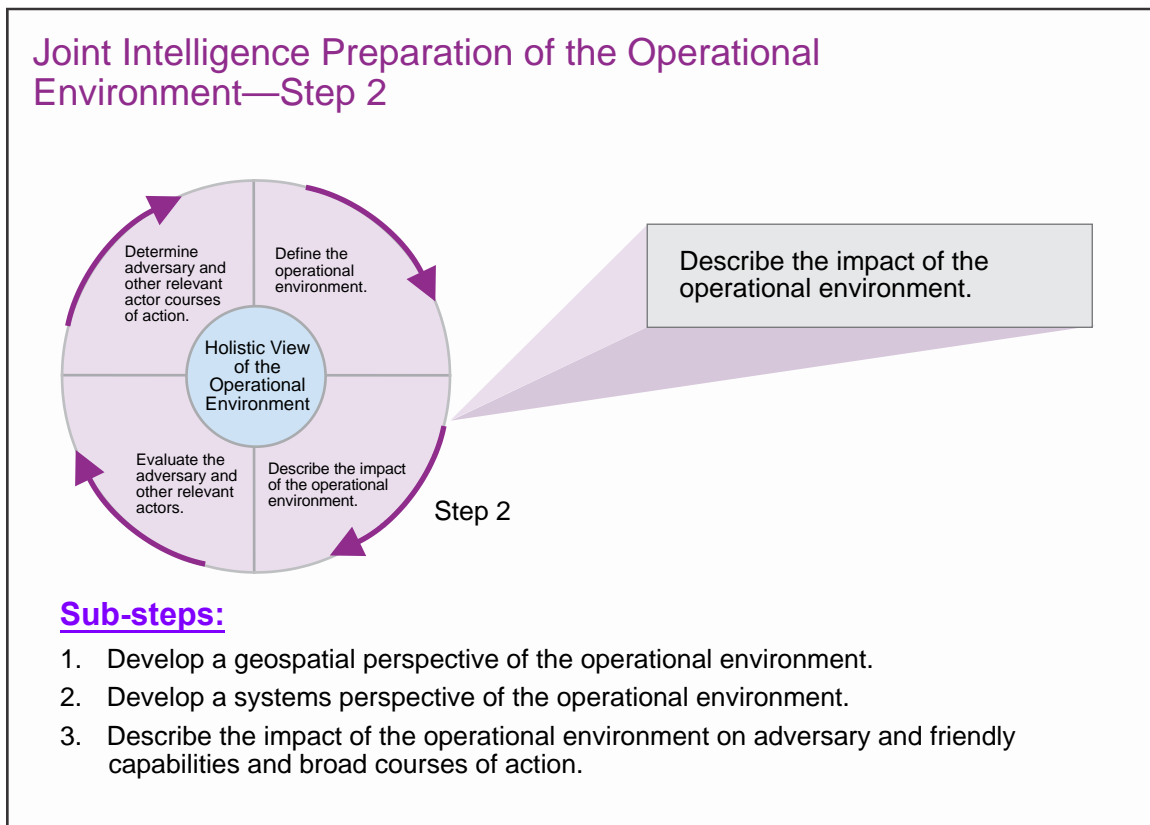 Joint Intelligence Preparation of the Operational
Environment—Step 2
Determine
adversary and
other relevant
actor courses
of action.
Define the
operational
environment.
Holistic View
of the
Operational
Environment
Evaluate the
adversary and
other relevant
actors.
Describe the impact
of the operational
environment.
Step 2
Describe the impact of the
operational environment.
Sub-steps:
1. Develop a geospatial perspective of the operational environment.
2. Develop a systems perspective of the operational environment.
3. Describe the impact of the operational environment on adversary and friendly
capabilities and broad courses of action.